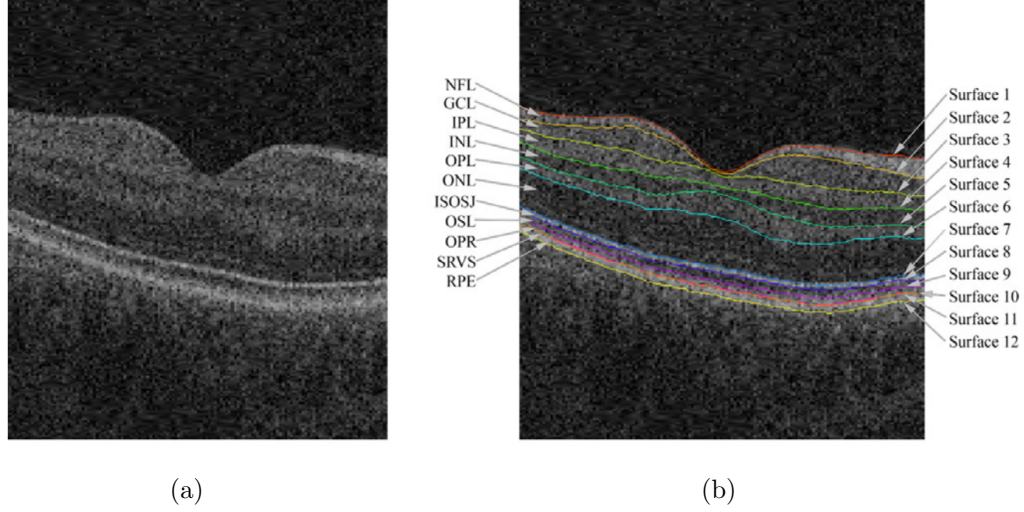 NFL
GCL
IPL
INL
OPL
ONL
ISOSJ
OSL
OPR
SRVS
RPE
Surface 1
Surface 2
Surface 3
Surface 4
Surface 5
Surface 6
Surface 7
Surface 8
Surface 9
Surface 10
Surface 11
Surface 12
(a)
(b)